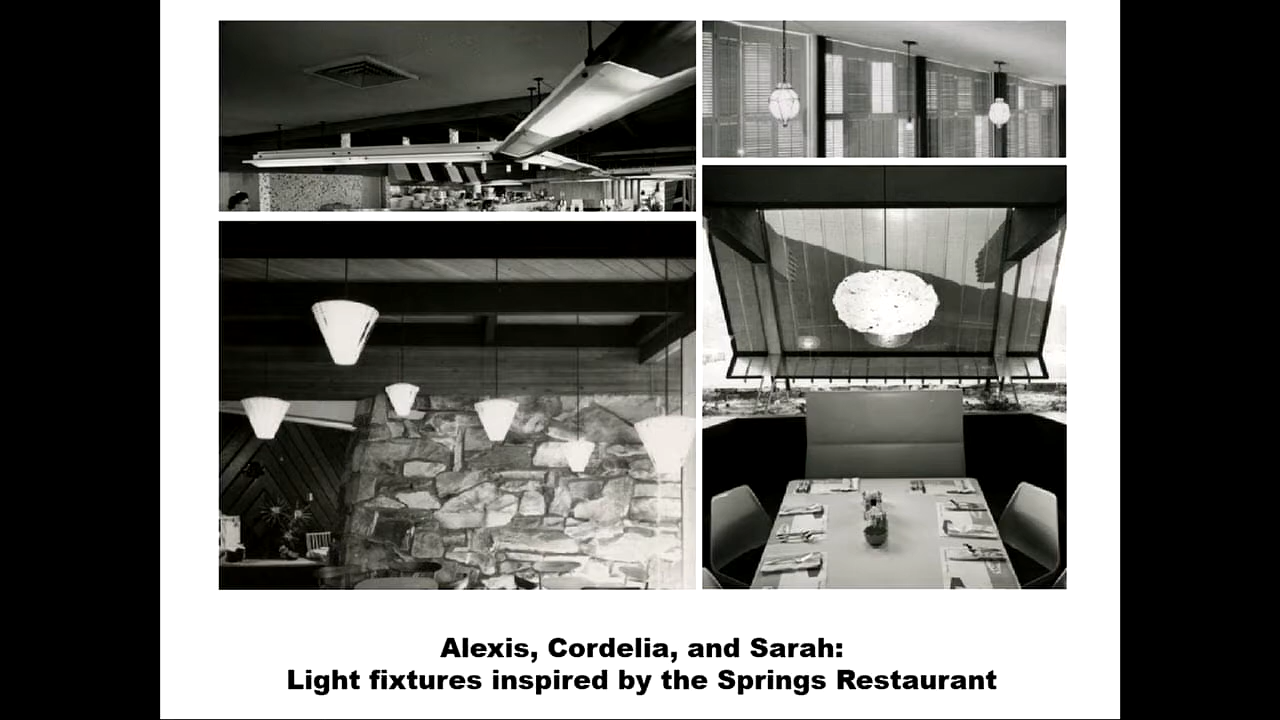 Alexis, Cordelia, and Sarah:
Light fixtures inspired by the Springs Restaurant